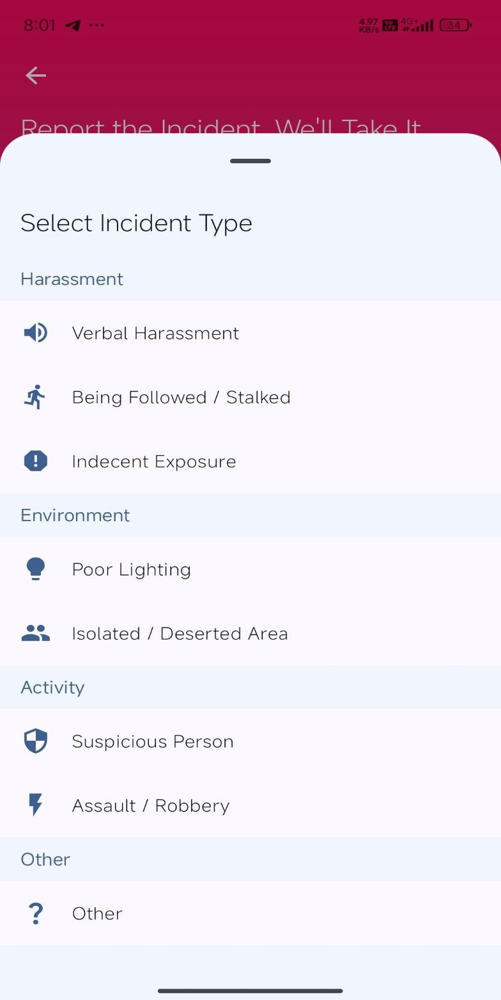 8:01
4.97 KB/s Vo LTE 4G+ 34
Report the Incident, We'll Take It
Select Incident Type
Harassment
Verbal Harassment
Being Followed / Stalked
Indecent Exposure
Environment
Poor Lighting
Isolated / Deserted Area
Activity
Suspicious Person
Assault / Robbery
Other
Other